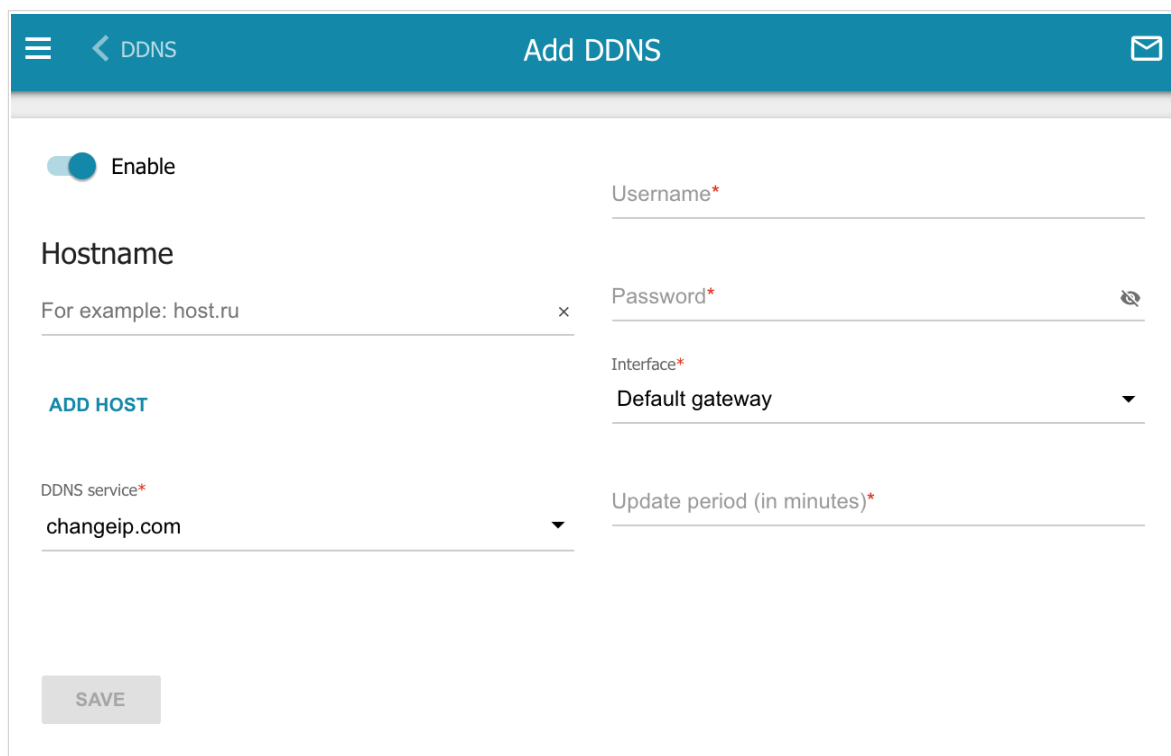 DDNS
Add DDNS
Enable
Hostname
For example: host.ru
ADD HOST
DDNS service*
changeip.com
Username*
Password*
Interface*
Default gateway
Update period (in minutes)*
SAVE